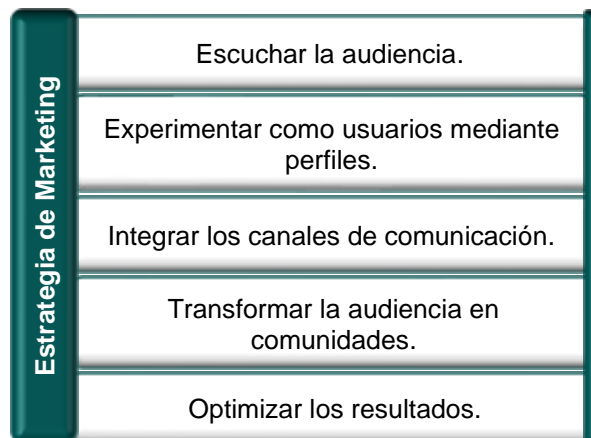 Estrategia de Marketing
Escuchar la audiencia.
Experimentar como usuarios mediante
perfiles.
Integrar los canales de comunicación.
Transformar la audiencia en
comunidades.
Optimizar los resultados.